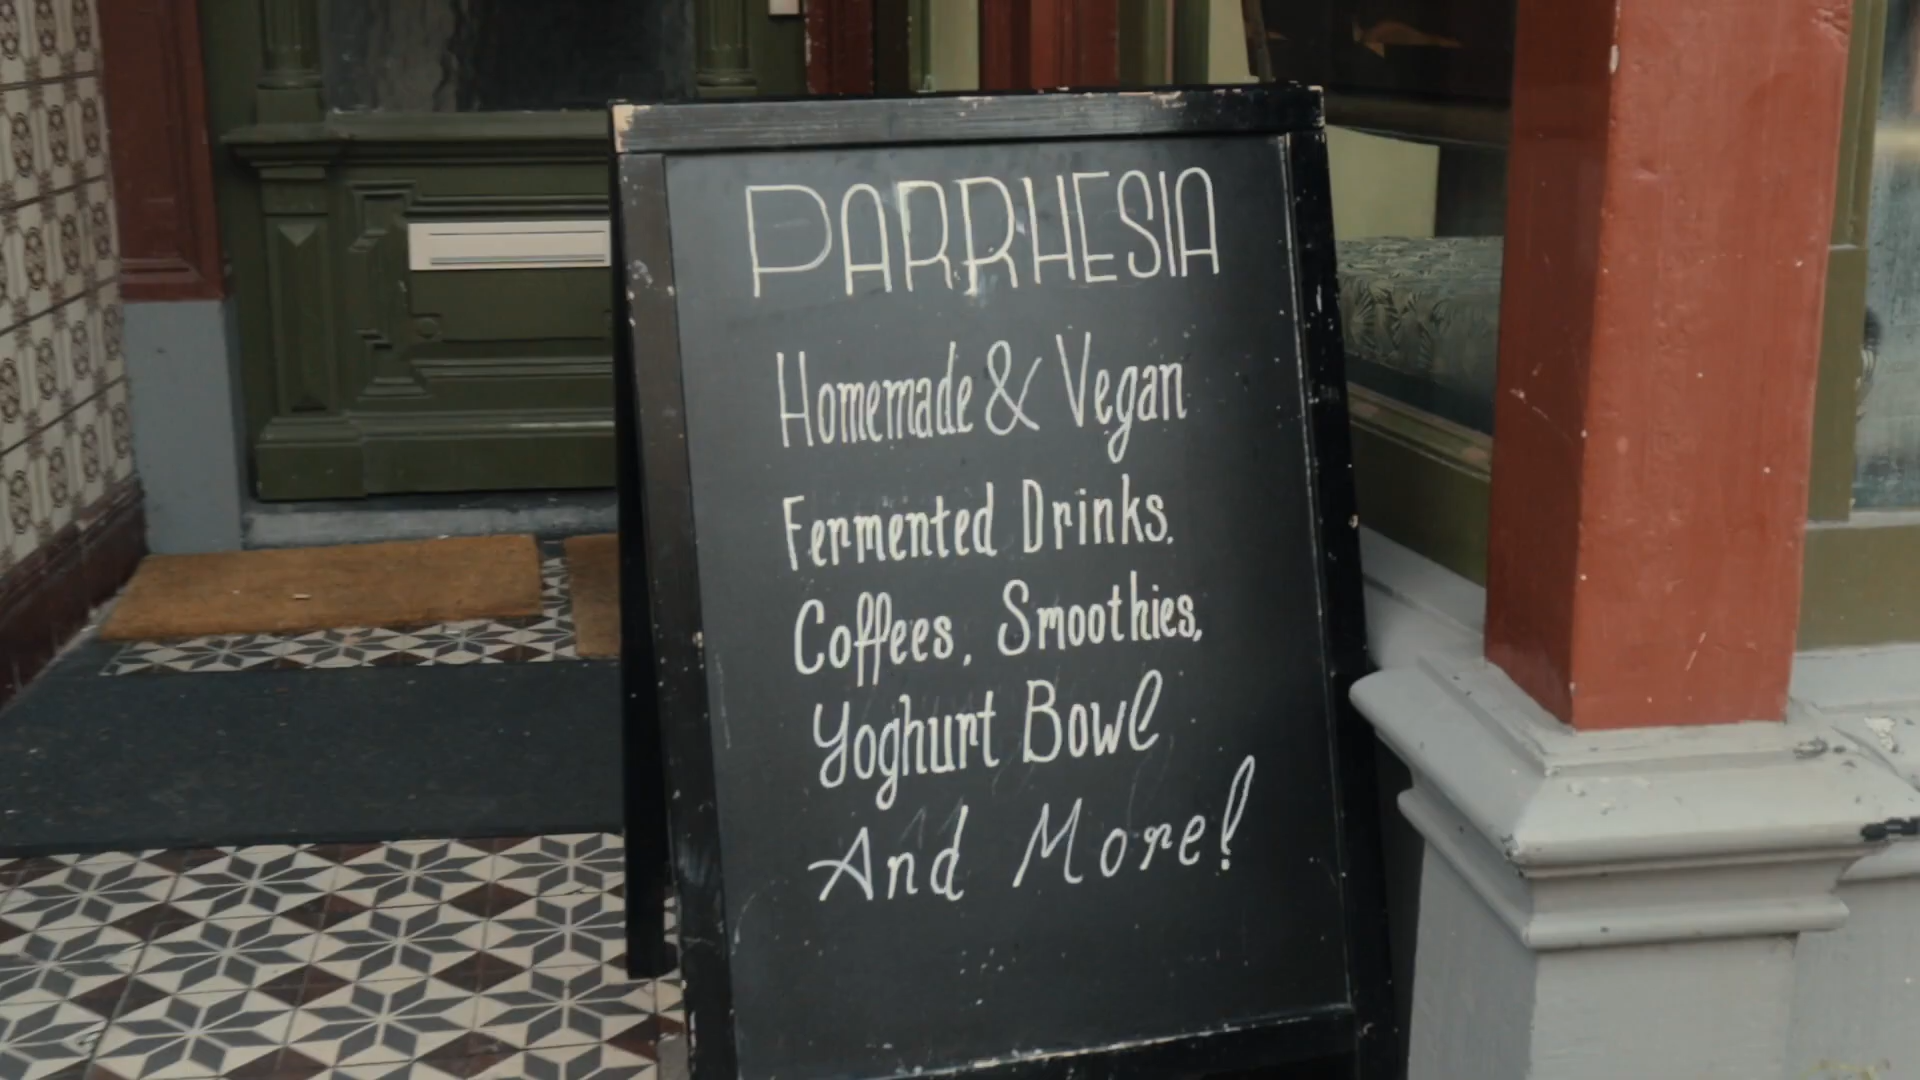 PARRHESIA
Homemade & Vegan
Fermented Drinks.
Coffees, Smoothies,
Yoghurt Bowl
And More!